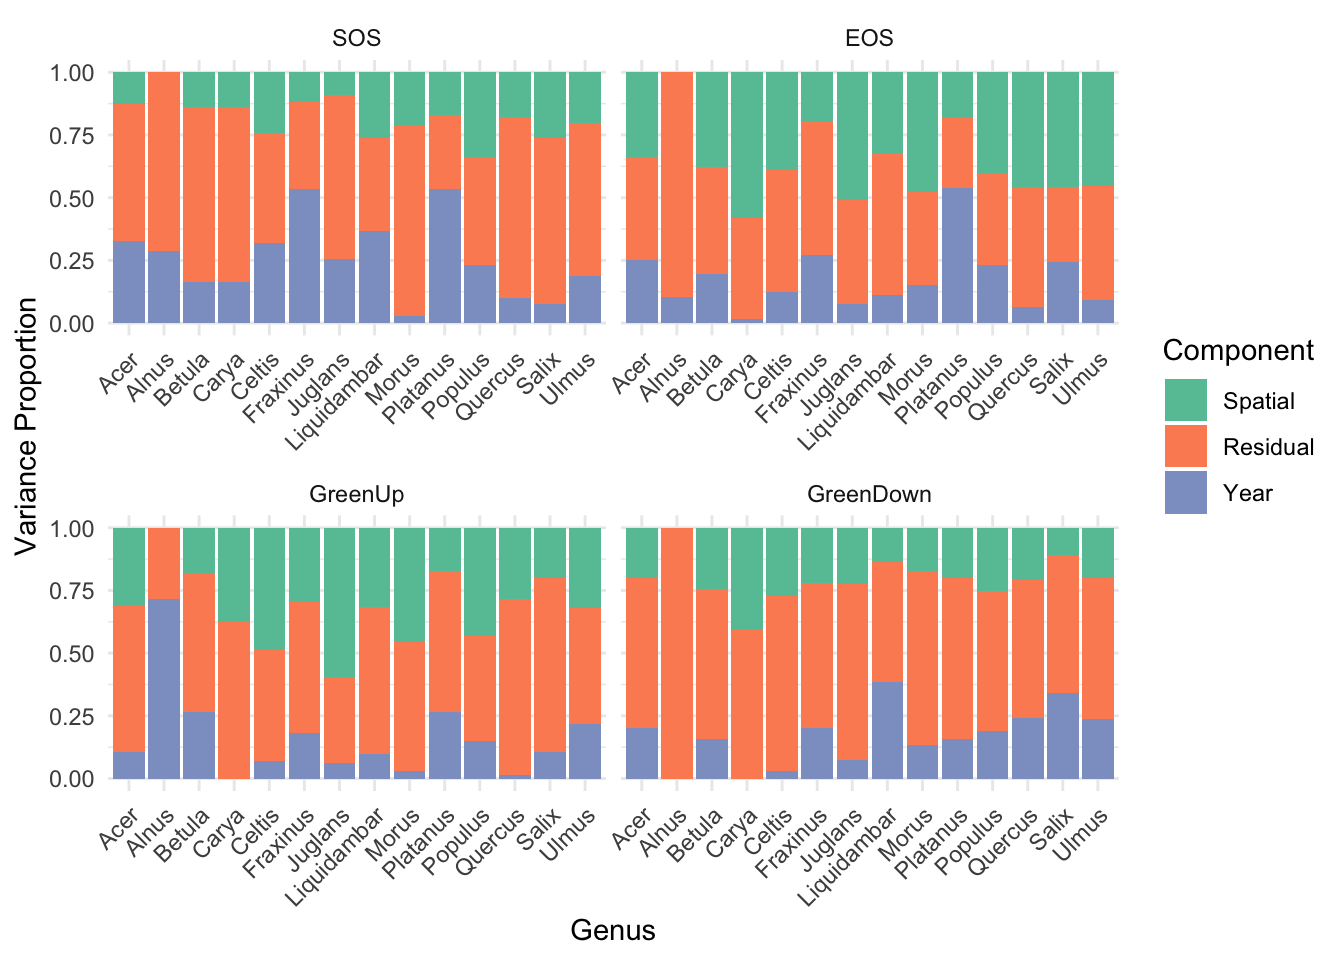 SOS
EOS
1.00
0.75
0.50
0.25
0.00
Acer
Alnus
Betula
Carya
Celtis
Fraxinus
Juglans
Liquidambar
Morus
Platanus
Populus
Quercus
Salix
Ulmus
Acer
Alnus
Betula
Carya
Celtis
Fraxinus
Juglans
Liquidambar
Morus
Platanus
Populus
Quercus
Salix
Ulmus
Variance Proportion
GreenUp
GreenDown
1.00
0.75
0.50
0.25
0.00
Acer
Alnus
Betula
Carya
Celtis
Fraxinus
Juglans
Liquidambar
Morus
Platanus
Populus
Quercus
Salix
Ulmus
Acer
Alnus
Betula
Carya
Celtis
Fraxinus
Juglans
Liquidambar
Morus
Platanus
Populus
Quercus
Salix
Ulmus
Genus
Component
Spatial
Residual
Year